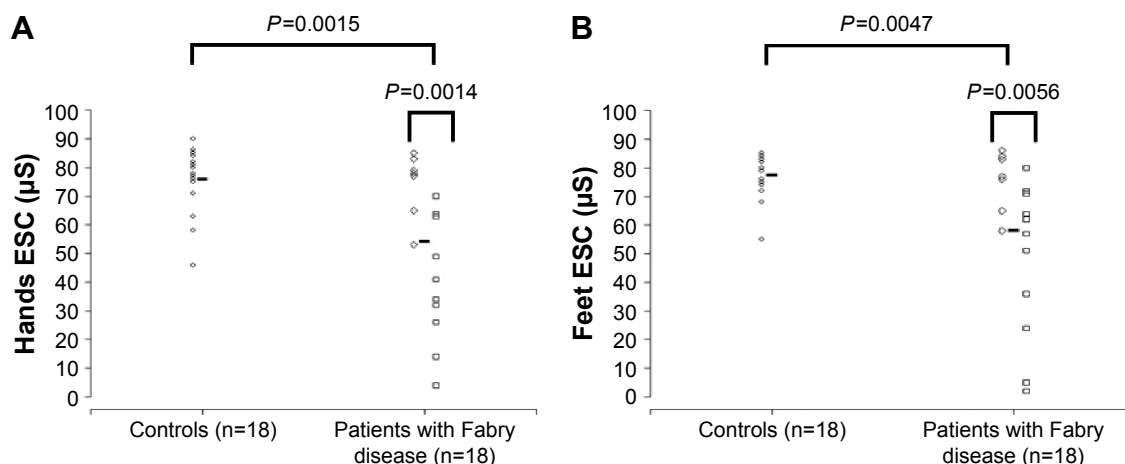 A
P=0.0015
P=0.0014
Hands ESC (µS)
100
90
80
70
60
50
40
30
20
10
0
Controls (n=18)
Patients with Fabry
disease (n=18)
B
P=0.0047
P=0.0056
Feet ESC (µS)
100
90
80
70
60
50
40
30
20
10
0
Controls (n=18)
Patients with Fabry
disease (n=18)